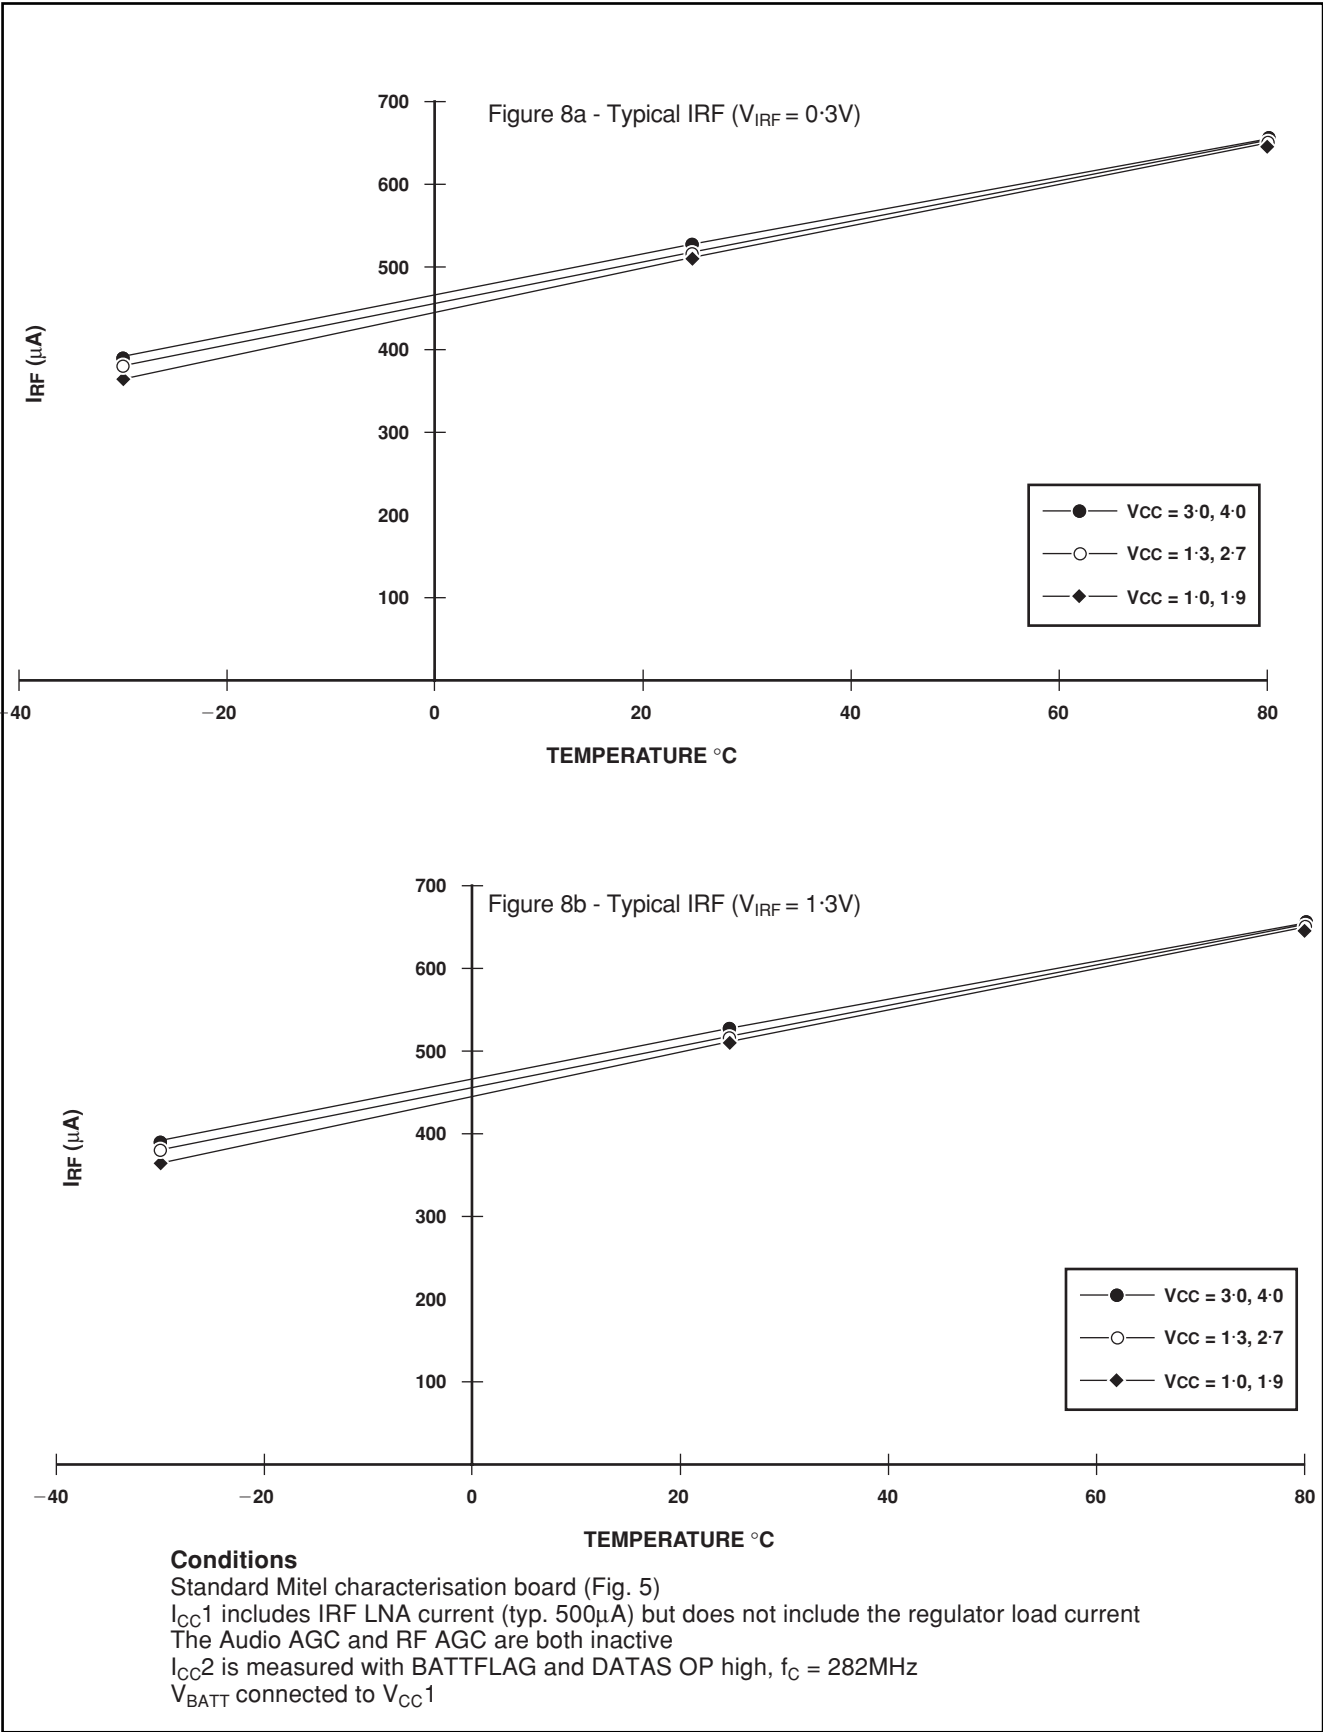 700
Figure 8a - Typical IRF (VIRF = 0·3V)
600
500
400
IRF (µA)
300
200
100
VCC = 3·0, 4·0
VCC = 1·3, 2·7
VCC = 1·0, 1·9
−40 −20 0 20 40 60 80
TEMPERATURE °C
700
Figure 8b - Typical IRF (VIRF = 1·3V)
600
500
400
IRF (µA)
300
200
100
VCC = 3·0, 4·0
VCC = 1·3, 2·7
VCC = 1·0, 1·9
−40 −20 0 20 40 60 80
TEMPERATURE °C
Conditions
Standard Mitel characterisation board (Fig. 5)
ICC1 includes IRF LNA current (typ. 500µA) but does not include the regulator load current
The Audio AGC and RF AGC are both inactive
ICC2 is measured with BATTFLAG and DATAS OP high, fC = 282MHz
VBATT connected to VCC1